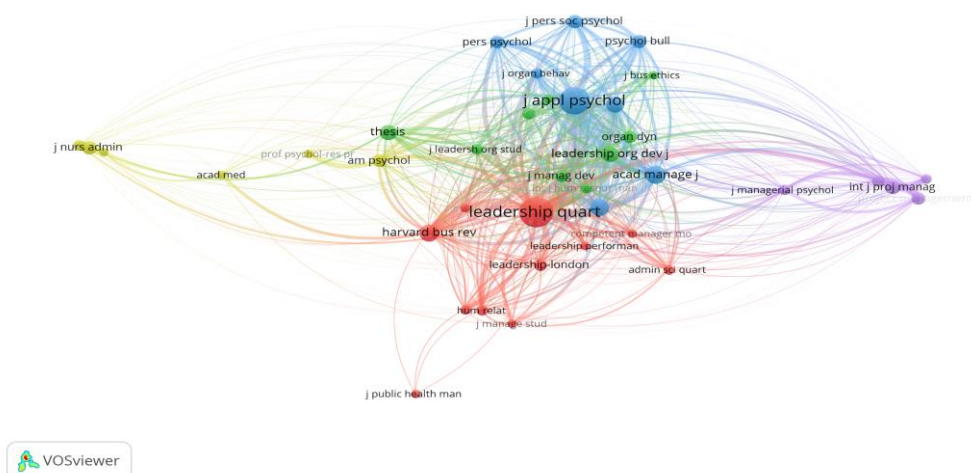 j pers soc psychol
pers psychol
psychol bull
j organ behav
j bus ethics
j appl psychol
thesis
organ dyn
j nurs admin
j leadersh org stud
leadership org dev j
prof psychol-res pr
am psychol
acad med
j manag dev
acad manage j
int j proj manag
j managerial psychol
leadership quart
harvard bus rev
competent manager mo
leadership performan
leadership-london
admin sci quart
hum relat
j manage stud
j public health man
VOSviewer